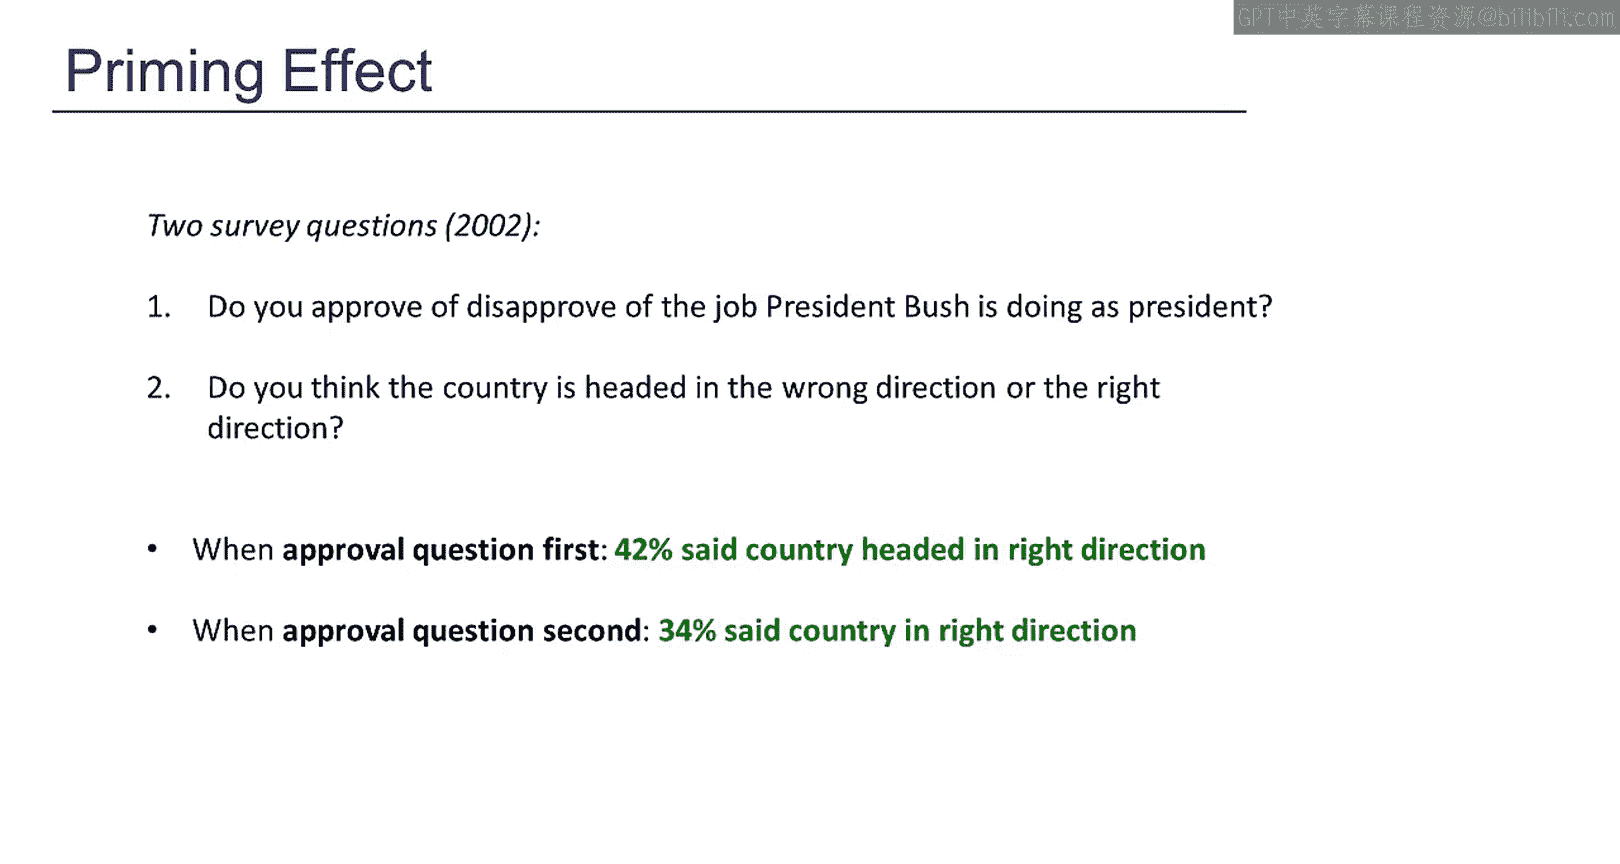 GPT中英字幕课程资源@bilibili.com
Priming Effect
Two survey questions (2002):
1. Do you approve of disapprove of the job President Bush is doing as president?
2. Do you think the country is headed in the wrong direction or the right
direction?
• When approval question first: 42% said country headed in right direction
• When approval question second: 34% said country in right direction